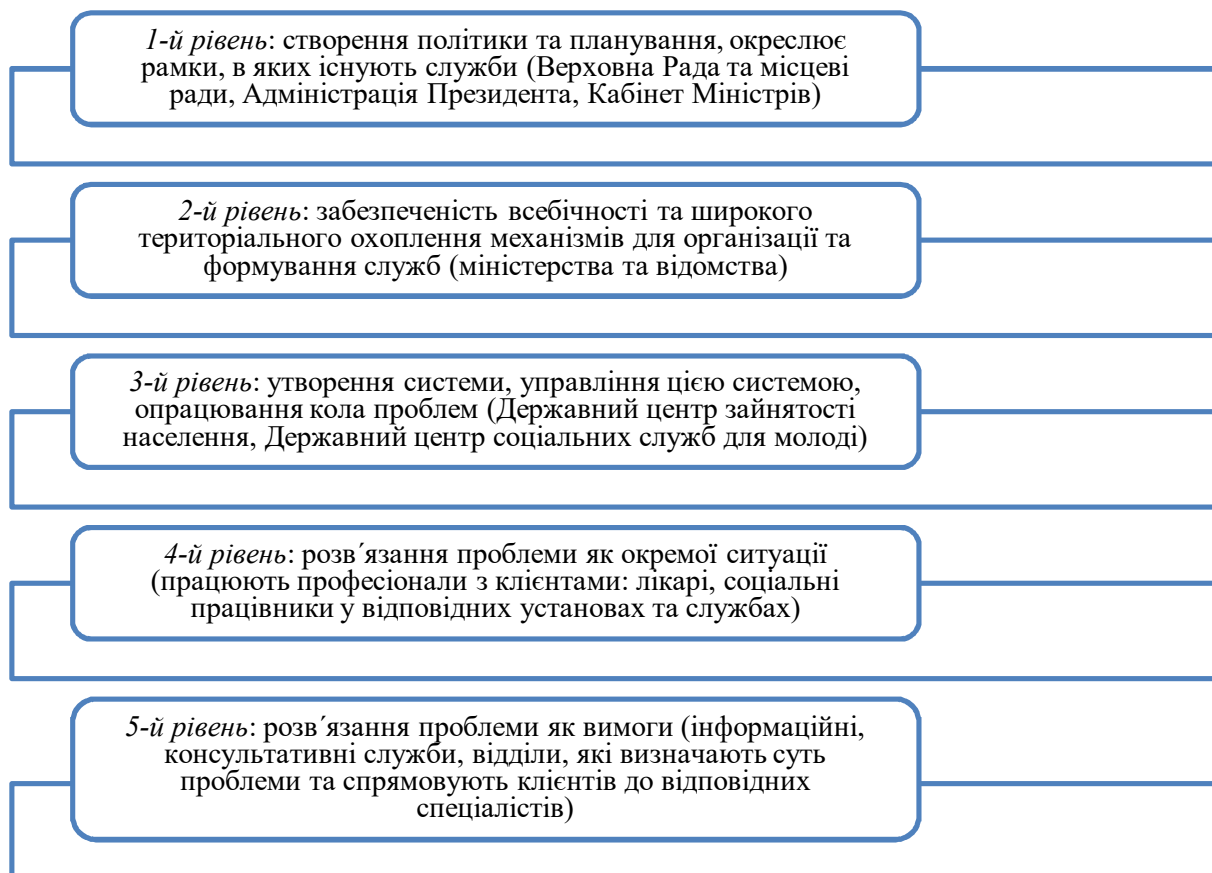 1-й рівень: створення політики та планування, окреслює
рамки, в яких існують служби (Верховна Рада та місцеві
ради, Адміністрація Президента, Кабінет Міністрів)
2-й рівень: забезпеченість всебічності та широкого
територіального охоплення механізмів для організації та
формування служб (міністерства та відомства)
3-й рівень: утворення системи, управління цією системою,
опрацювання кола проблем (Державний центр зайнятості
населення, Державний центр соціальних служб для молоді)
4-й рівень: розв´язання проблеми як окремої ситуації
(працюють професіонали з клієнтами: лікарі, соціальні
працівники у відповідних установах та службах)
5-й рівень: розв´язання проблеми як вимоги (інформаційні,
консультативні служби, відділи, які визначають суть
проблеми та спрямовують клієнтів до відповідних
спеціалістів)